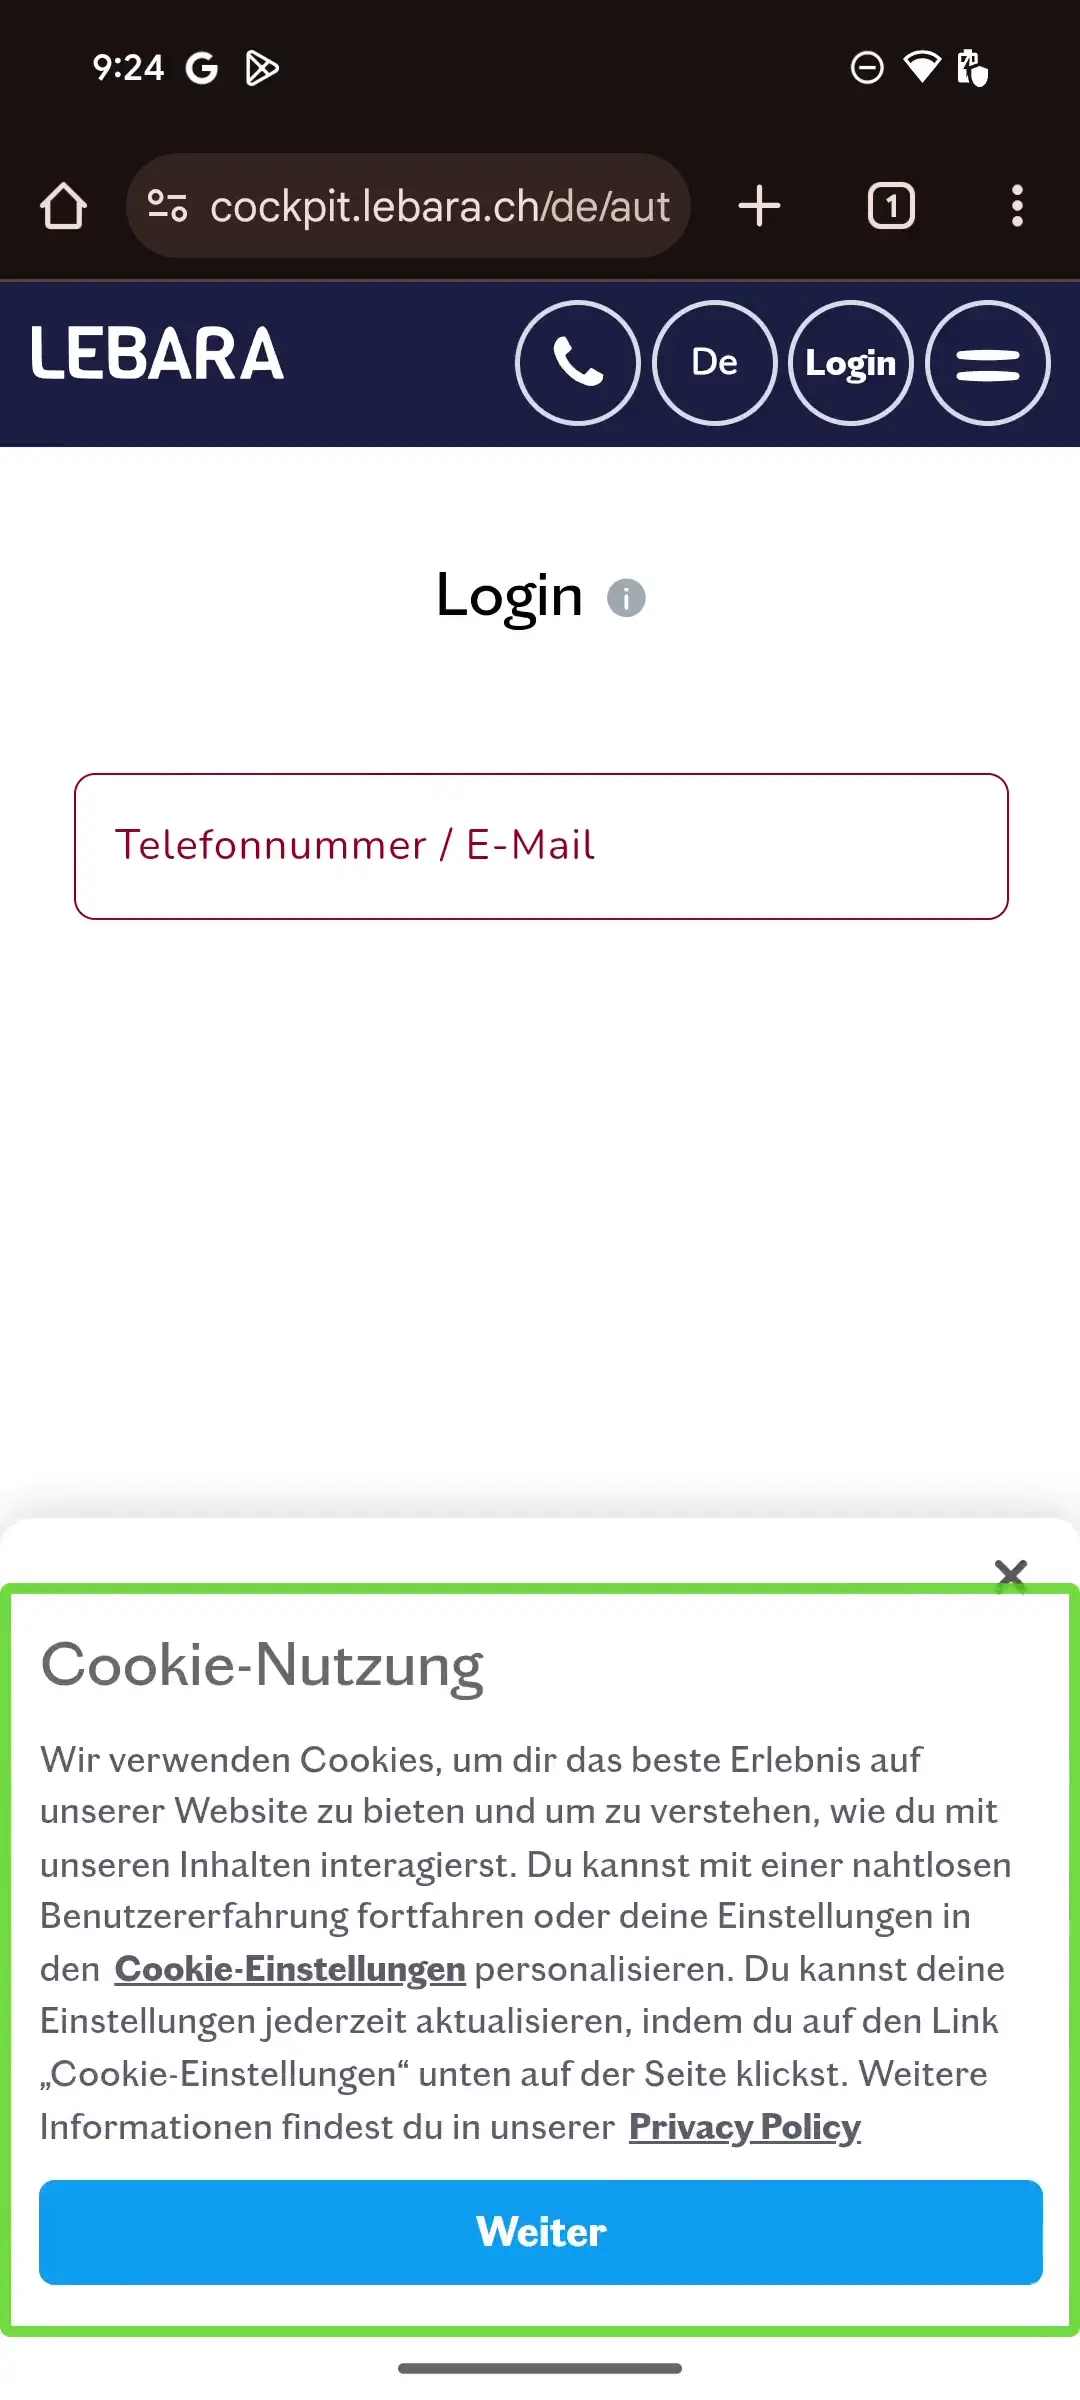 9:24
cockpit.lebara.ch/de/aut
1
LEBARA
De
Login
Login
Telefonnummer / E-Mail
Cookie-Nutzung
Wir verwenden Cookies, um dir das beste Erlebnis auf
unserer Website zu bieten und um zu verstehen, wie du mit
unseren Inhalten interagierst. Du kannst mit einer nahtlosen
Benutzererfahrung fortfahren oder deine Einstellungen in
den Cookie-Einstellungen personalisieren. Du kannst deine
Einstellungen jederzeit aktualisieren, indem du auf den Link
„Cookie-Einstellungen“ unten auf der Seite klickst. Weitere
Informationen findest du in unserer Privacy Policy
Weiter